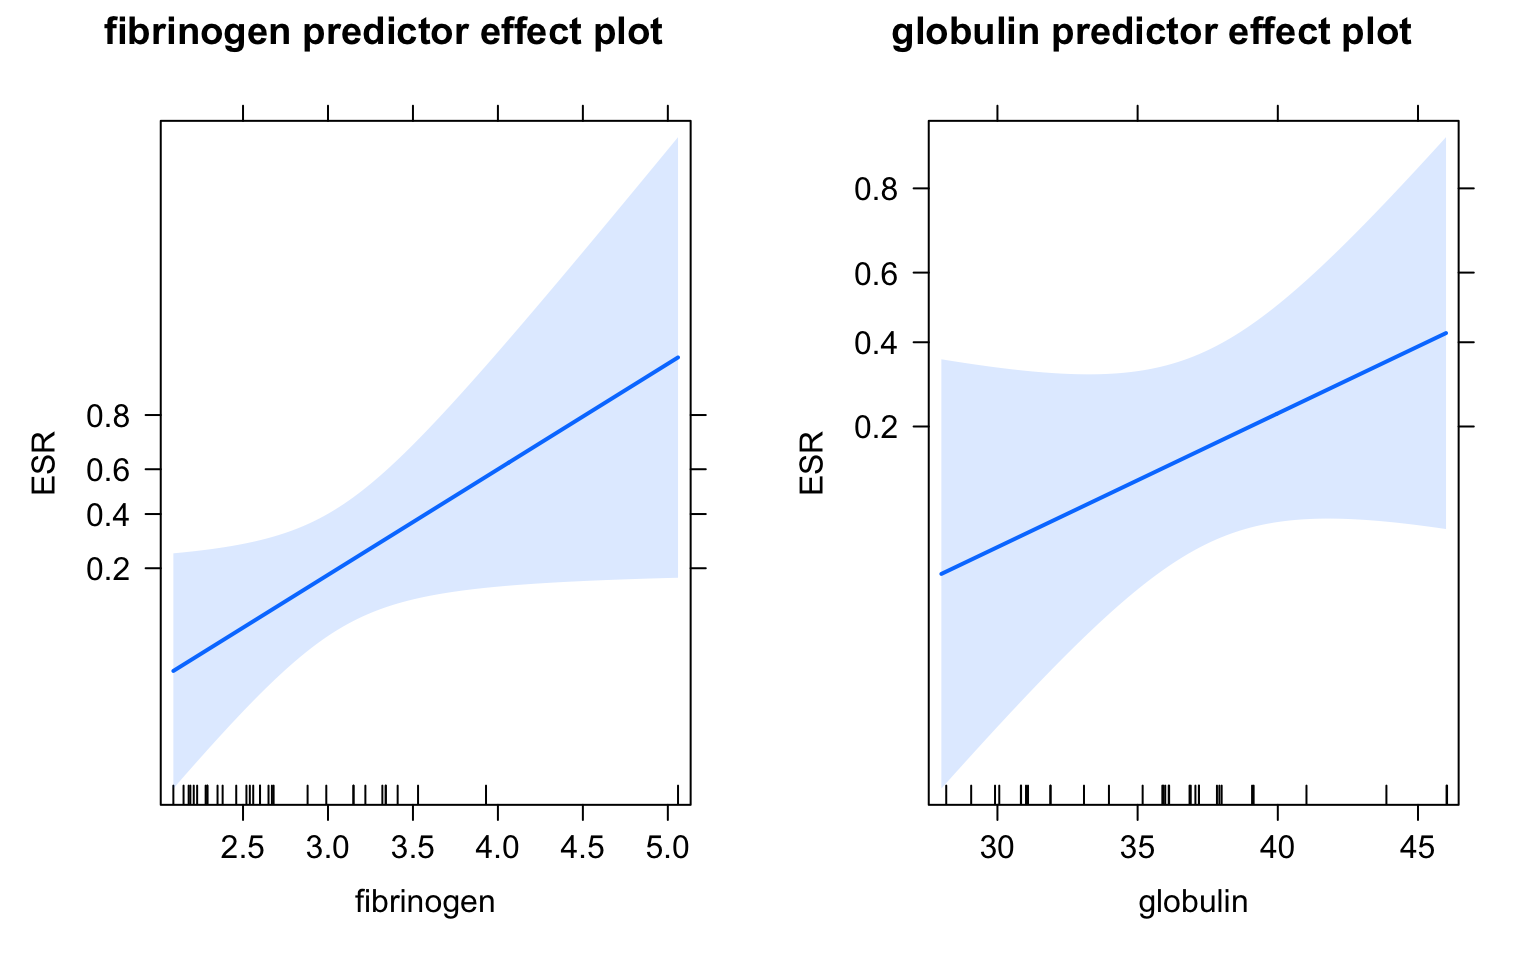 fibrinogen predictor effect plot
ESR
0.8
0.6
0.4
0.2
2.5 3.0 3.5 4.0 4.5 5.0
fibrinogen
globulin predictor effect plot
ESR
0.8
0.6
0.4
0.2
30 35 40 45
globulin